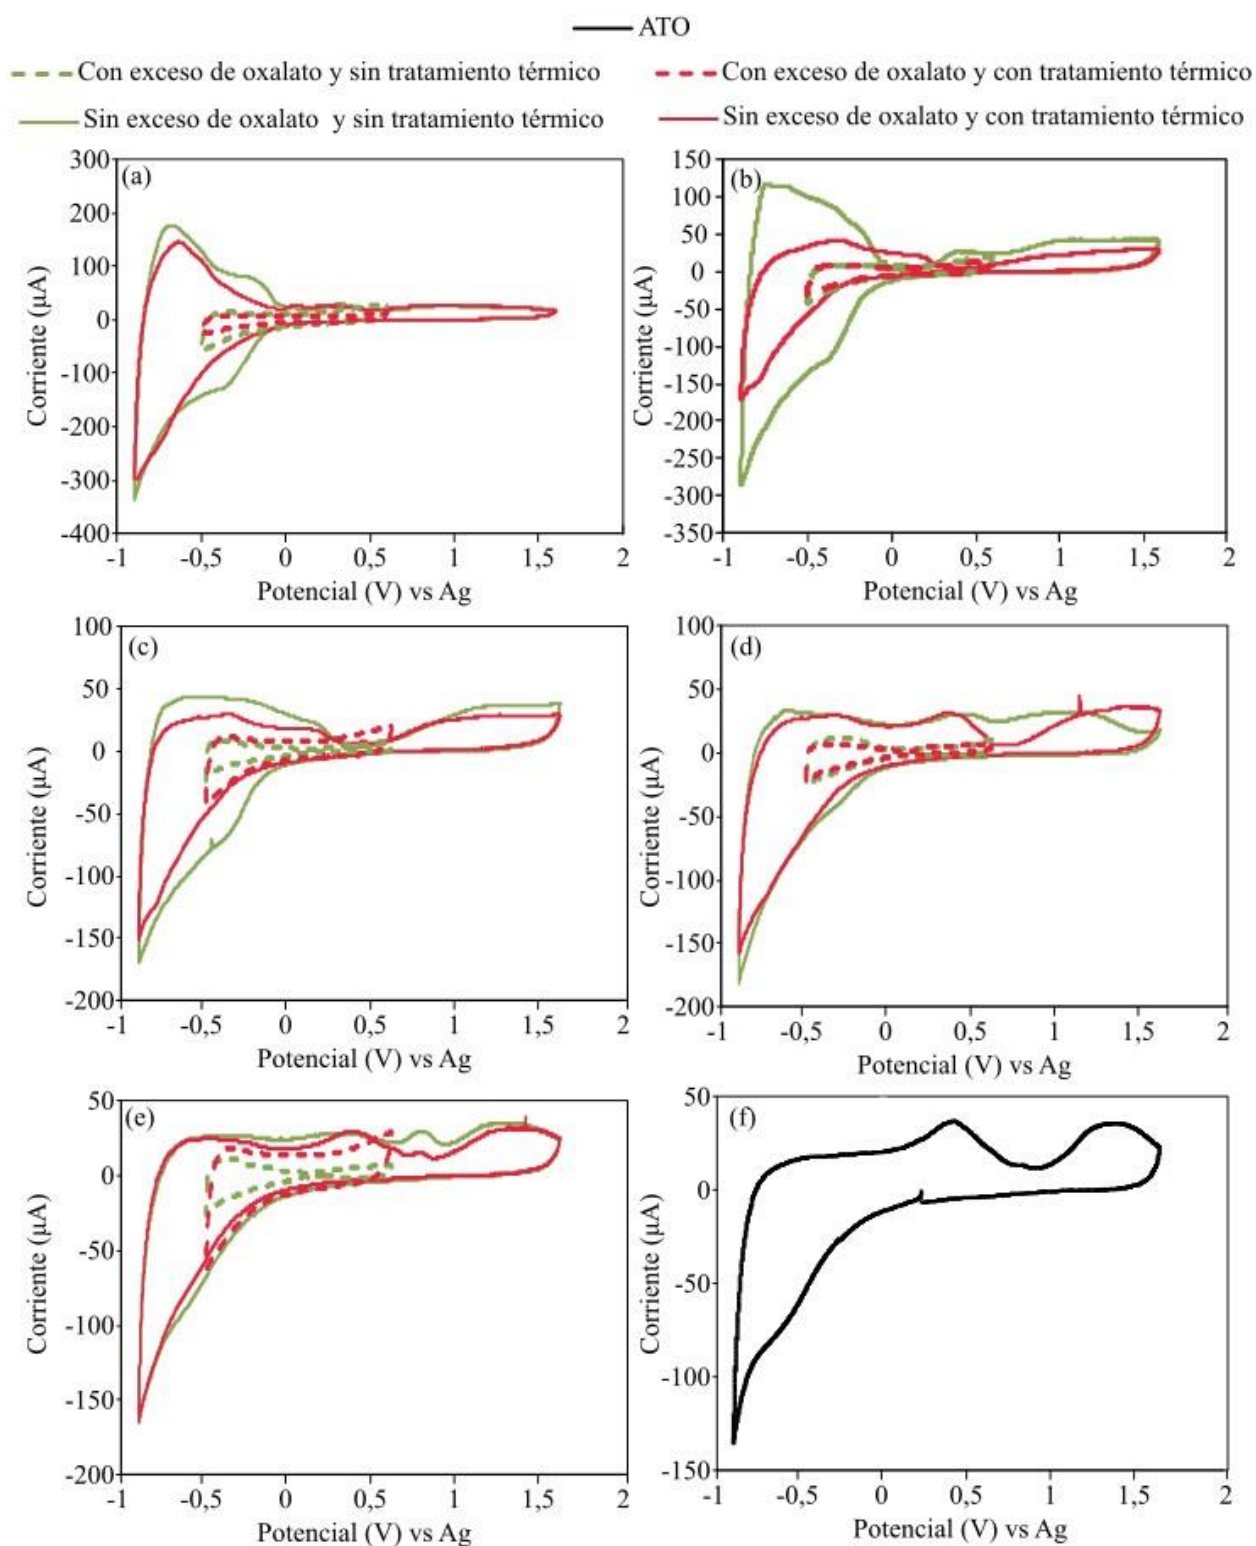 ATO
Con exceso de oxalato y sin tratamiento térmico
Con exceso de oxalato y con tratamiento térmico
Sin exceso de oxalato y sin tratamiento térmico
Sin exceso de oxalato y con tratamiento térmico
(a)
300
200
100
0
-100
-200
-300
-400
Corriente (µA)
-1 -0,5 0 0,5 1 1,5 2
Potencial (V) vs Ag
(b)
150
100
50
0
-50
-100
-150
-200
-250
-300
-350
Corriente (µA)
-1 -0,5 0 0,5 1 1,5 2
Potencial (V) vs Ag
(c)
100
50
0
-50
-100
-150
-200
Corriente (µA)
-1 -0,5 0 0,5 1 1,5 2
Potencial (V) vs Ag
(d)
100
50
0
-50
-100
-150
-200
Corriente (µA)
-1 -0,5 0 0,5 1 1,5 2
Potencial (V) vs Ag
(e)
50
0
-50
-100
-150
-200
Corriente (µA)
-1 -0,5 0 0,5 1 1,5 2
Potencial (V) vs Ag
(f)
50
0
-50
-100
-150
Corriente (µA)
-1 -0,5 0 0,5 1 1,5 2
Potencial (V) vs Ag